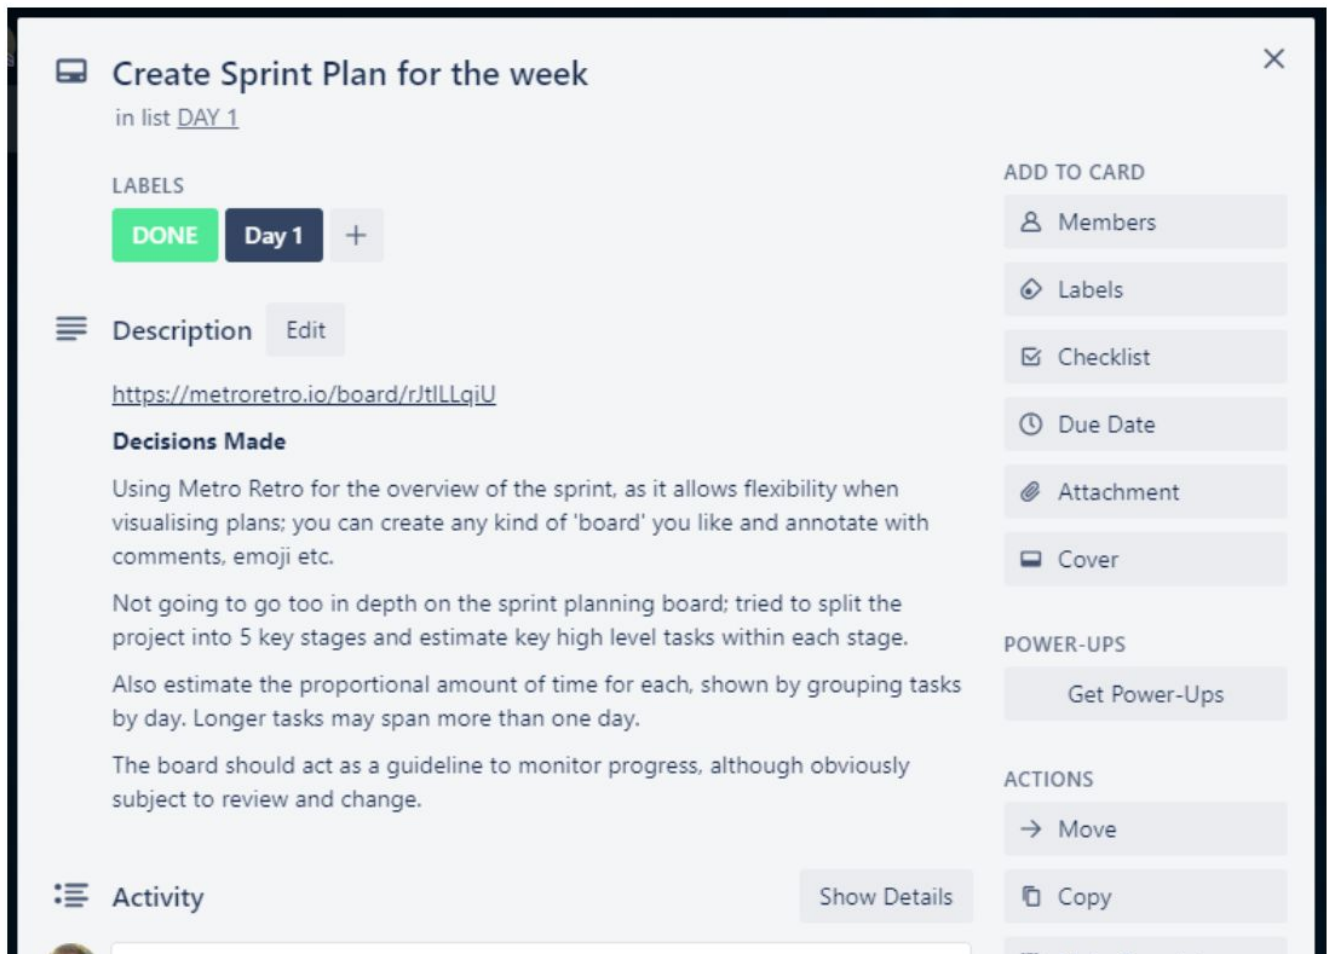 Create Sprint Plan for the week
in list DAY 1
LABELS
DONE Day 1
Description Edit
https://metroretro.io/board/rJtlLLqiU
Decisions Made
Using Metro Retro for the overview of the sprint, as it allows flexibility when
visualising plans; you can create any kind of 'board' you like and annotate with
comments, emoji etc.
Not going to go too in depth on the sprint planning board; tried to split the
project into 5 key stages and estimate key high level tasks within each stage.
Also estimate the proportional amount of time for each, shown by grouping tasks
by day. Longer tasks may span more than one day.
The board should act as a guideline to monitor progress, although obviously
subject to review and change.
Activity Show Details
ADD TO CARD
Members
Labels
Checklist
Due Date
Attachment
Cover
POWER-UPS
Get Power-Ups
ACTIONS
Move
Copy